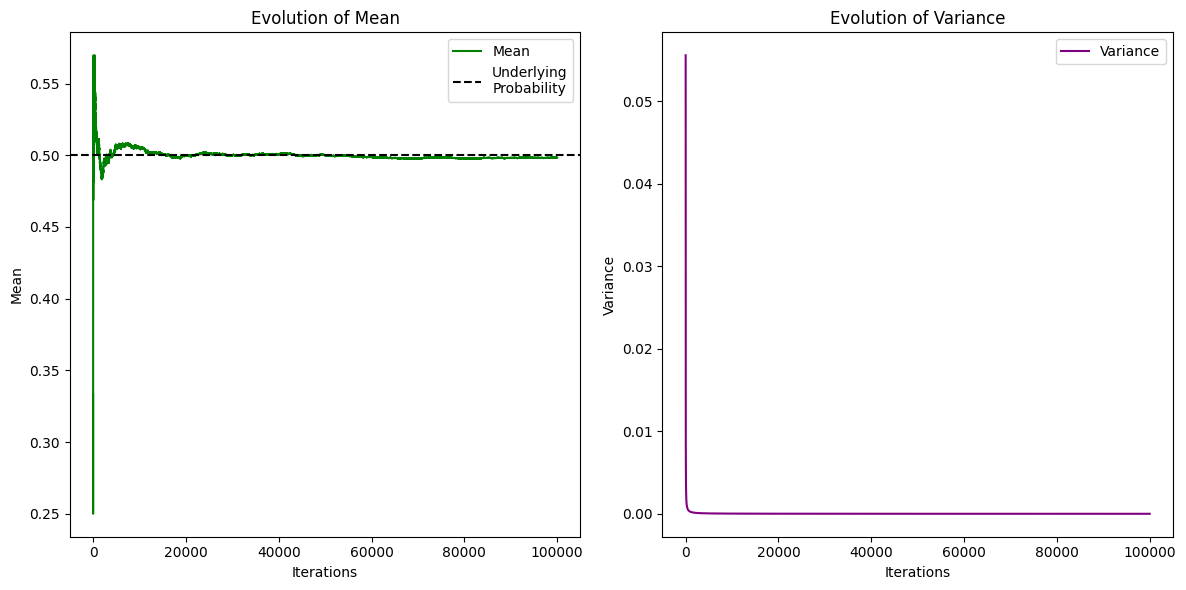 Evolution of Mean
Mean
Underlying
Probability
0.55
0.50
0.45
0.40
0.35
0.30
0.25
Mean
0
20000
40000
60000
80000
100000
Iterations
Evolution of Variance
Variance
0.05
0.04
0.03
0.02
0.01
0.00
Variance
0
20000
40000
60000
80000
100000
Iterations